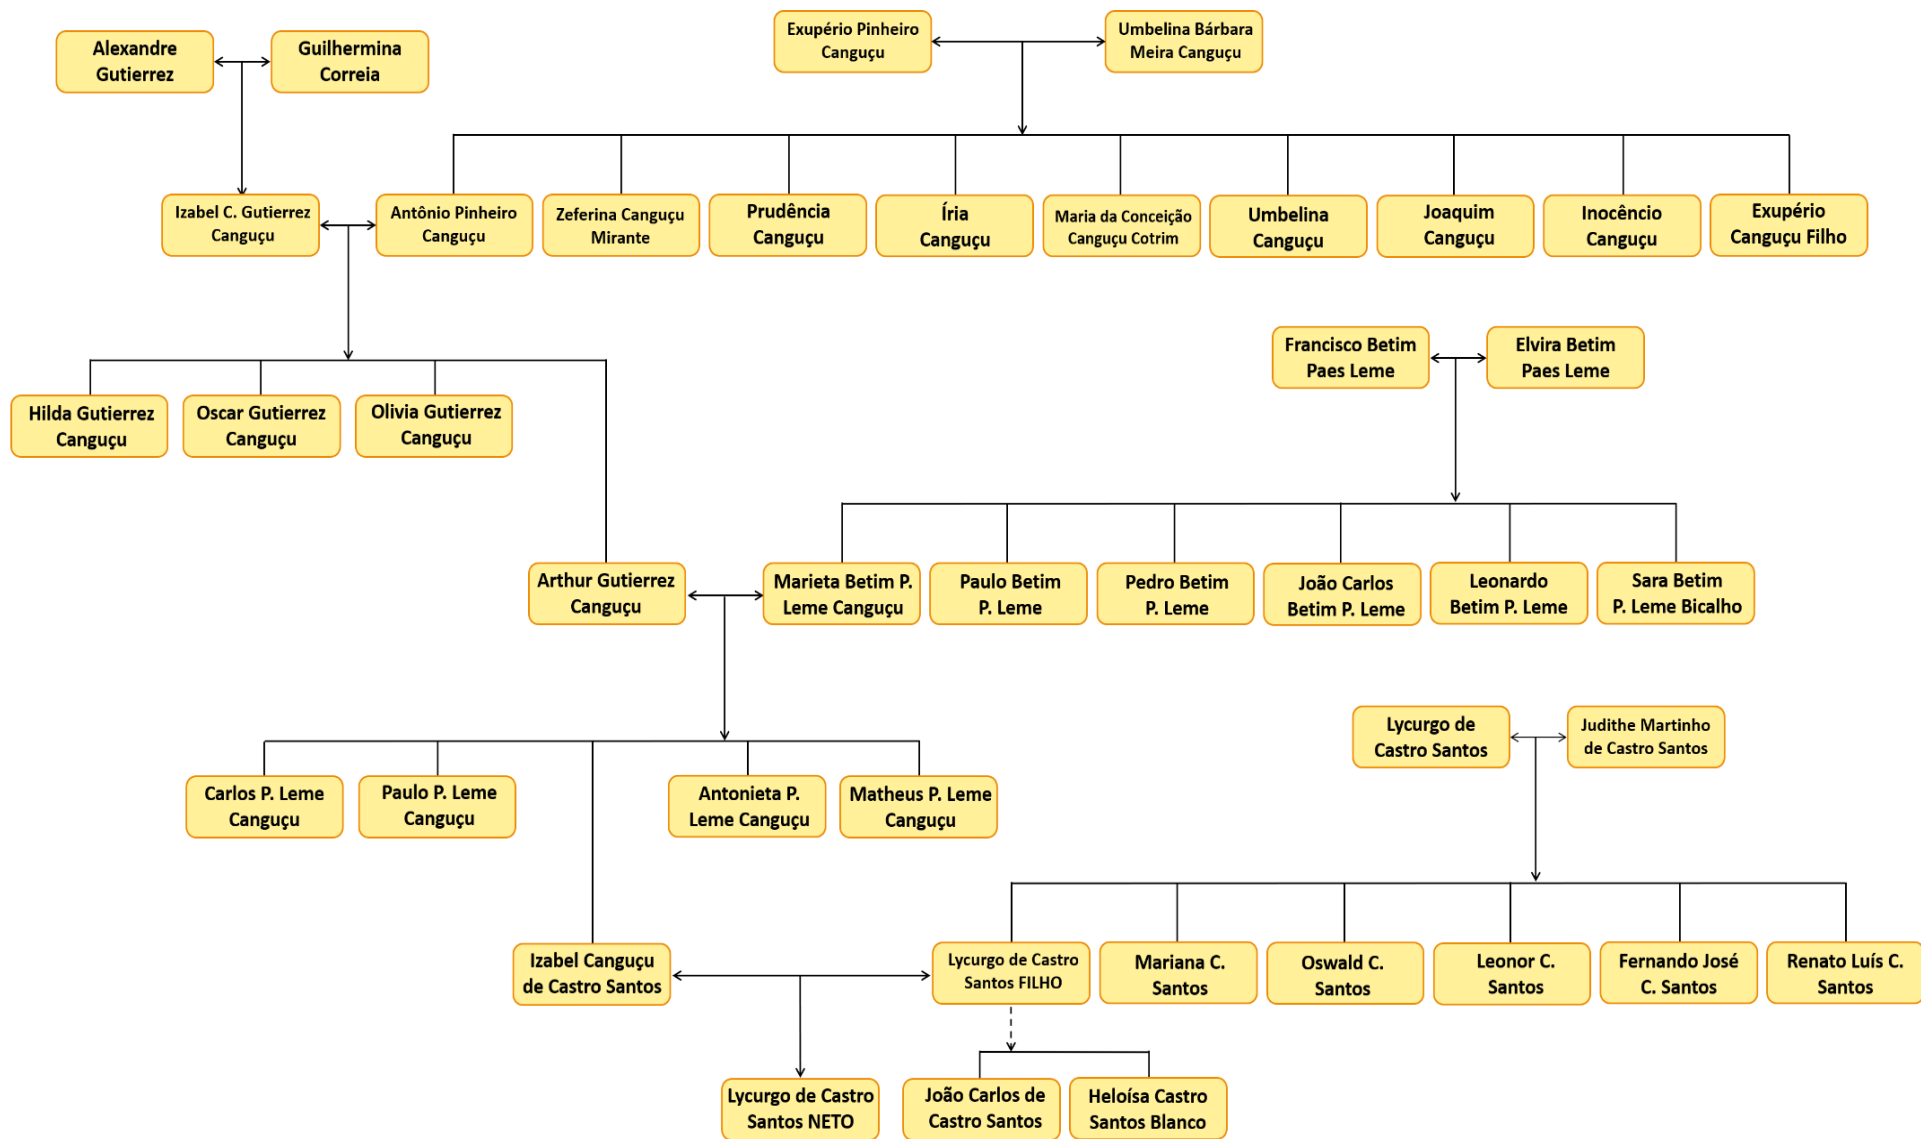 Alexandre
Gutierrez
Guilhermina
Correia
Exupério Pinheiro
Canguçu
Umbelina Bárbara
Meira Canguçu
Izabel C. Gutierrez
Canguçu
Antônio Pinheiro
Canguçu
Zeferina Canguçu
Mirante
Prudência
Canguçu
Íria
Canguçu
Maria da Conceição
Canguçu Cotrim
Umbelina
Canguçu
Joaquim
Canguçu
Inocêncio
Canguçu
Exupério
Canguçu Filho
Francisco Betim
Paes Leme
Elvira Betim
Paes Leme
Hilda Gutierrez
Canguçu
Oscar Gutierrez
Canguçu
Olivia Gutierrez
Canguçu
Arthur Gutierrez
Canguçu
Marieta Betim P.
Leme Canguçu
Paulo Betim
P. Leme
Pedro Betim
P. Leme
João Carlos
Betim P. Leme
Leonardo
Betim P. Leme
Sara Betim
P. Leme Bicalho
Lycurgo de
Castro Santos
Judithe Martinho
de Castro Santos
Carlos P. Leme
Canguçu
Paulo P. Leme
Canguçu
Antonieta P.
Leme Canguçu
Matheus P. Leme
Canguçu
Izabel Canguçu
de Castro Santos
Lycurgo de Castro
Santos FILHO
Mariana C.
Santos
Oswald C.
Santos
Leonor C.
Santos
Fernando José
C. Santos
Renato Luís C.
Santos
Lycurgo de Castro
Santos NETO
João Carlos de
Castro Santos
Heloísa Castro
Santos Blanco